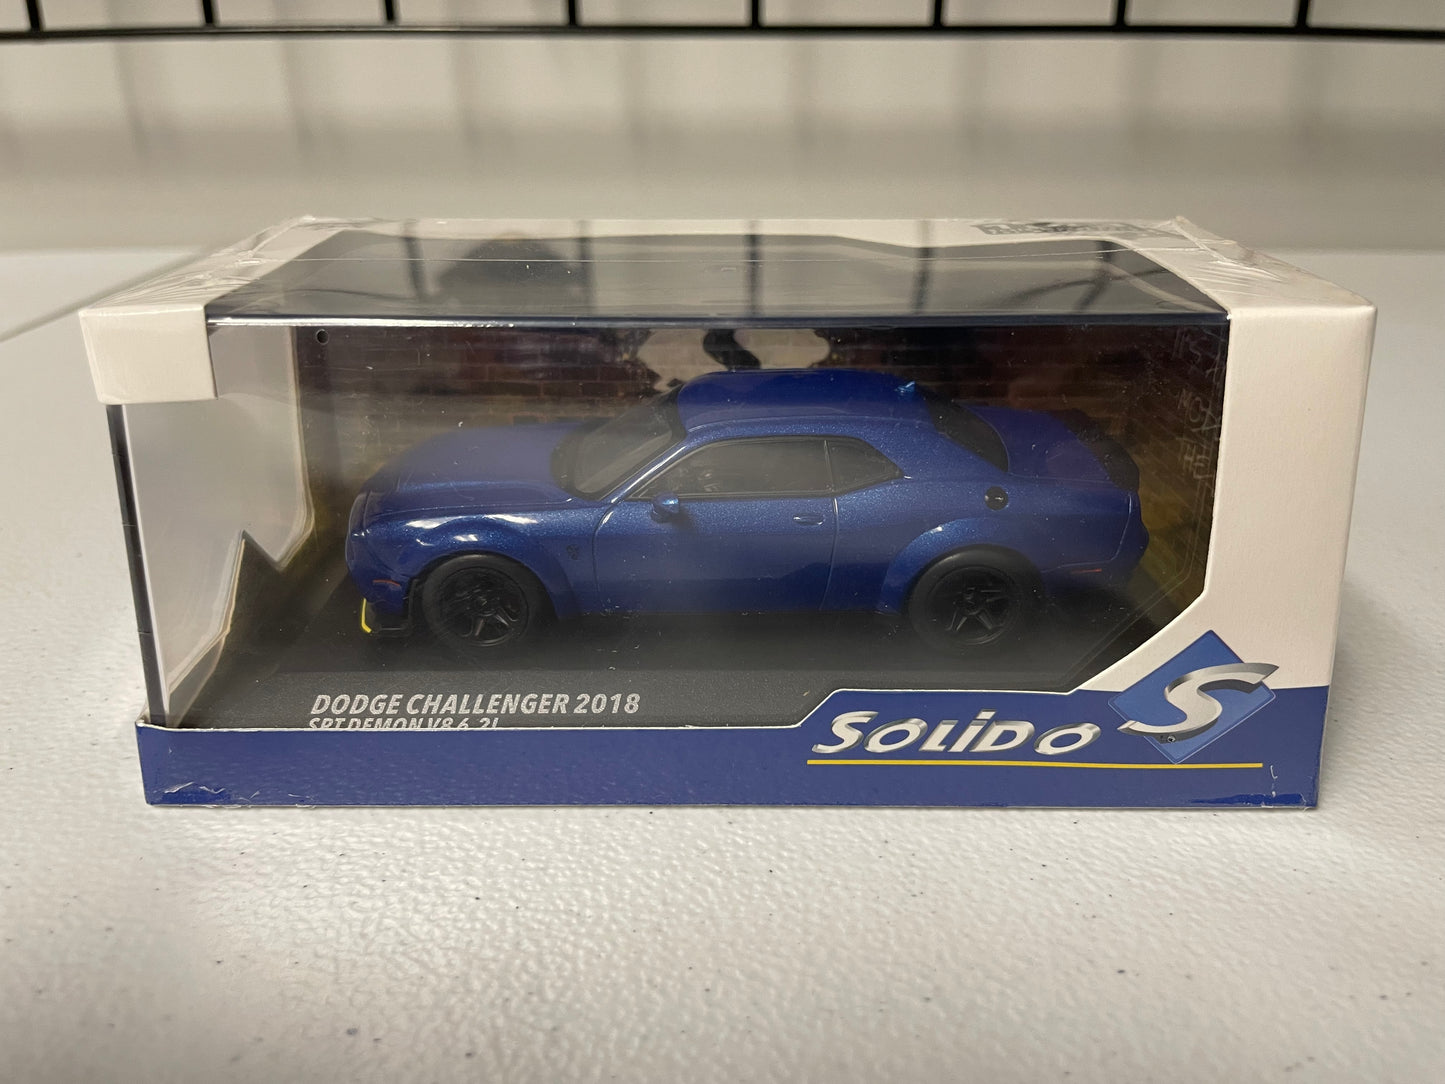 DODGE CHALLENGER 2018
SRT DEMON V8 6.2L
SOLiDO
S